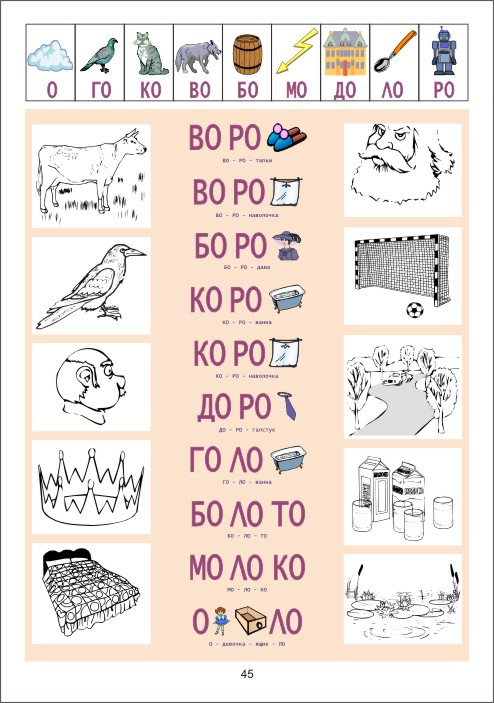 О ГО КО ВО БО МО ДО ЛО РО
ВО РО
ВО - РО - тапки
ВО РО
ВО - РО - наволочка
БО РО
БО - РО - дама
КО РО
КО - РО - ванна
КО РО
КО - РО - наволочка
ДО РО
ДО - РО - галстук
ГО ЛО
ГО - ЛО - ванна
БО ЛО ТО
БО - ЛО - ТО
МО ЛО КО
МО - ЛО - КО
О ЛО
О - девочка - ящик - ЛО
45